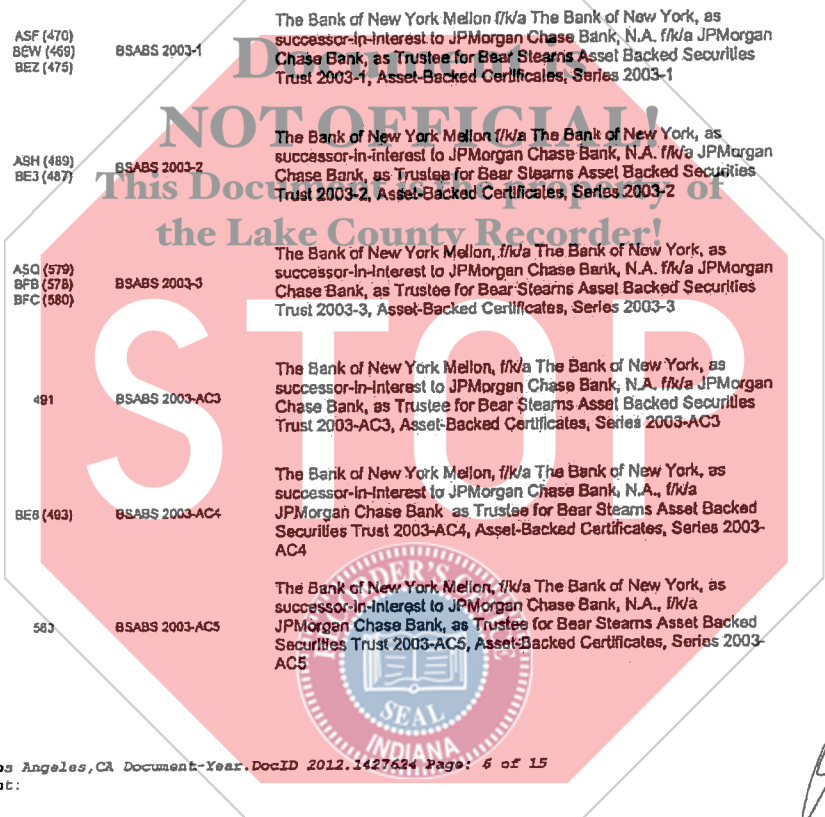 Document is
NOT OFFICIAL!
This Document is the property of
the Lake County Recorder!
STOP
ASF (470)
BEW (469)
BEZ (475)
BSABS 2003-1
The Bank of New York Mellon f/k/a The Bank of New York, as
successor-in-interest to JPMorgan Chase Bank, N.A. f/k/a JPMorgan
Chase Bank, as Trustee for Bear Stearns Asset Backed Securities
Trust 2003-1, Asset-Backed Certificates, Series 2003-1
ASH (489)
BE3 (487)
BSABS 2003-2
The Bank of New York Mellon f/k/a The Bank of New York, as
successor-in-interest to JPMorgan Chase Bank, N.A. f/k/a JPMorgan
Chase Bank, as Trustee for Bear Stearns Asset Backed Securities
Trust 2003-2, Asset-Backed Certificates, Series 2003-2
ASQ (579)
BFB (578)
BFC (580)
BSABS 2003-3
The Bank of New York Mellon, f/k/a The Bank of New York, as
successor-in-interest to JPMorgan Chase Bank, N.A. f/k/a JPMorgan
Chase Bank, as Trustee for Bear Stearns Asset Backed Securities
Trust 2003-3, Asset-Backed Certificates, Series 2003-3
491
BSABS 2003-AC3
The Bank of New York Mellon, f/k/a The Bank of New York, as
successor-in-interest to JPMorgan Chase Bank, N.A. f/k/a JPMorgan
Chase Bank, as Trustee for Bear Stearns Asset Backed Securities
Trust 2003-AC3, Asset-Backed Certificates, Series 2003-AC3
BE8 (493)
BSABS 2003-AC4
The Bank of New York Mellon, f/k/a The Bank of New York, as
successor-in-interest to JPMorgan Chase Bank, N.A., f/k/a
JPMorgan Chase Bank as Trustee for Bear Stearns Asset Backed
Securities Trust 2003-AC4, Asset-Backed Certificates, Series 2003-
AC4
583
BSABS 2003-AC5
The Bank of New York Mellon, f/k/a The Bank of New York, as
successor-in-interest to JPMorgan Chase Bank, N.A., f/k/a
JPMorgan Chase Bank, as Trustee for Bear Stearns Asset Backed
Securities Trust 2003-AC5, Asset-Backed Certificates, Series 2003-
AC5
RECORDER'S OFFICE
SEAL
INDIANA
os Angeles,CA Document-Year.DocID 2012.1427624 Page: 6 of 15
nt: